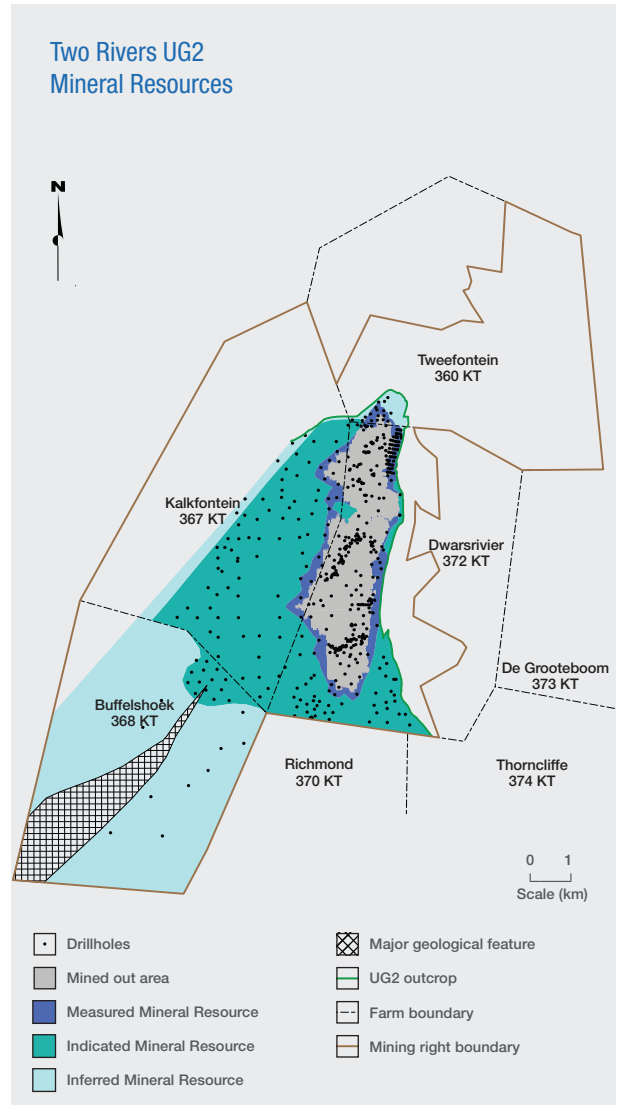 Two Rivers UG2
Mineral Resources
N
Tweefontein
360 KT
Kalkfontein
367 KT
Dwarsrivier
372 KT
De Grooteboom
373 KT
Buffelshoek
368 KT
Richmond
370 KT
Thorncliffe
374 KT
0 1
Scale (km)
Drillholes
Mined out area
Measured Mineral Resource
Indicated Mineral Resource
Inferred Mineral Resource
Major geological feature
UG2 outcrop
Farm boundary
Mining right boundary